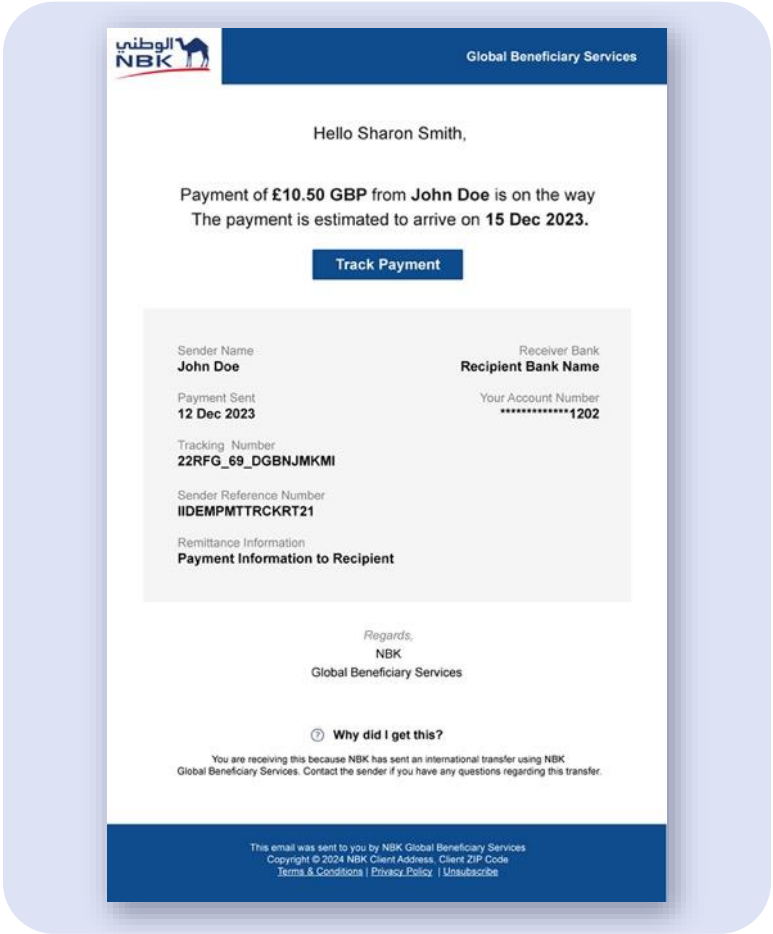 الوطني
NBK
Global Beneficiary Services
Hello Sharon Smith,
Payment of £10.50 GBP from John Doe is on the way
The payment is estimated to arrive on 15 Dec 2023.
Track Payment
Sender Name
John Doe
Receiver Bank
Recipient Bank Name
Payment Sent
12 Dec 2023
Your Account Number
*************1202
Tracking Number
22RFG_69_DGBNJMKMI
Sender Reference Number
IIDEMPMTTRCKRT21
Remittance Information
Payment Information to Recipient
Regards,
NBK
Global Beneficiary Services
? Why did I get this?
You are receiving this because NBK has sent an international transfer using NBK
Global Beneficiary Services. Contact the sender if you have any questions regarding this transfer.
This email was sent to you by NBK Global Beneficiary Services
Copyright © 2024 NBK Client Address, Client ZIP Code
Terms & Conditions | Privacy Policy | Unsubscribe